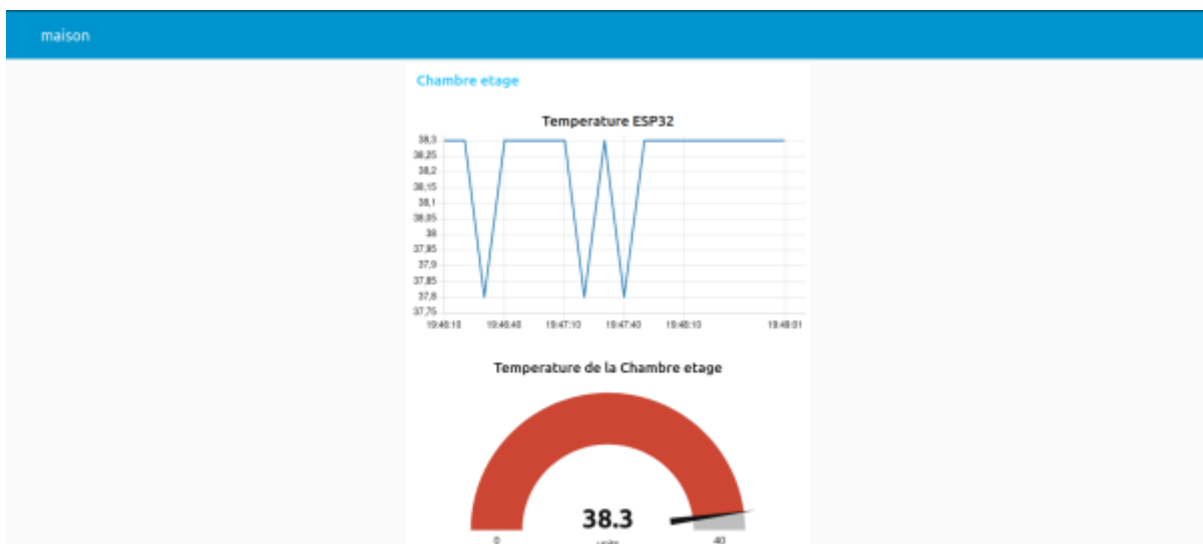 maison
Chambre etage
Temperature ESP32
38,3
38,25
38,2
38,15
38,1
38,05
38
37,95
37,9
37,85
37,8
37,75
19:46:10 19:46:40 19:47:10 19:47:40 19:48:10 19:49:01
Temperature de la Chambre etage
38.3
0 units 40